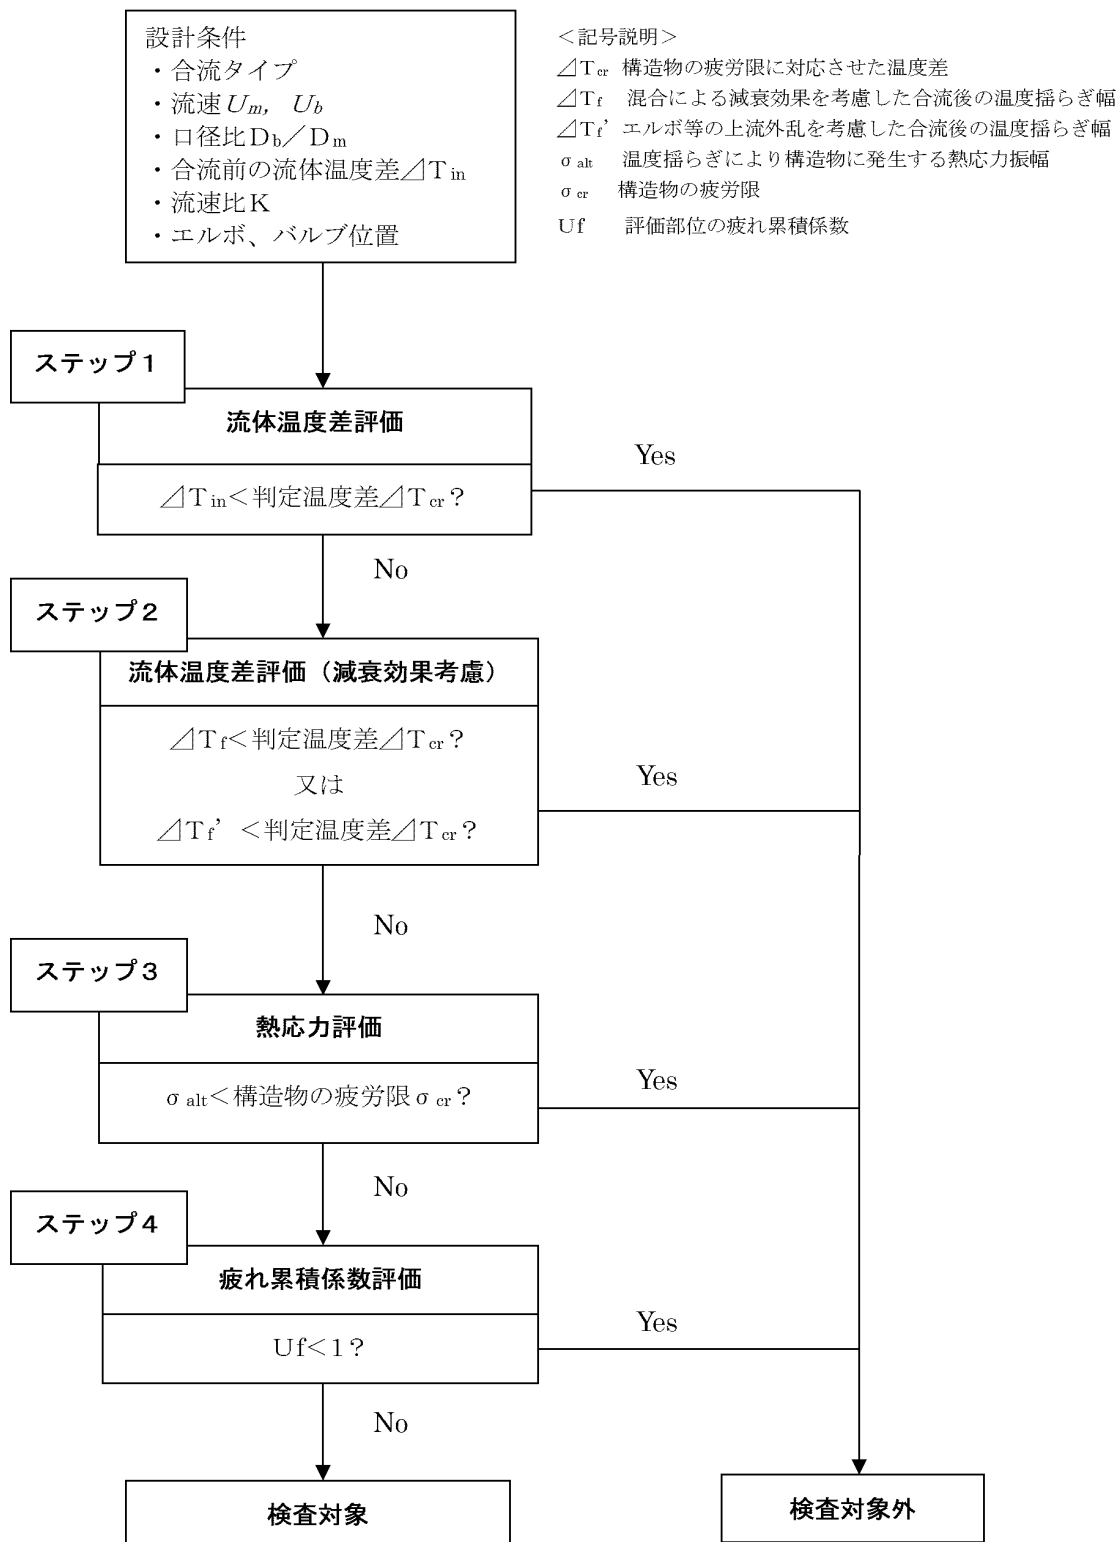 設計条件
・合流タイプ
・流速Um, Ub
・口径比Db/Dm
・合流前の流体温度差⊿Tin
・流速比K
・エルボ、バルブ位置
<記号説明>
⊿Tcr 構造物の疲労限に対応させた温度差
⊿Tf 混合による減衰効果を考慮した合流後の温度揺らぎ幅
⊿Tf’ エルボ等の上流外乱を考慮した合流後の温度揺らぎ幅
σalt 温度揺らぎにより構造物に発生する熱応力振幅
σcr 構造物の疲労限
Uf 評価部位の疲れ累積係数
ステップ1
流体温度差評価
⊿Tin<判定温度差⊿Tcr?
Yes
No
ステップ2
流体温度差評価(減衰効果考慮)
⊿Tf<判定温度差⊿Tcr?
又は
⊿Tf’ <判定温度差⊿Tcr?
Yes
No
ステップ3
熱応力評価
σalt<構造物の疲労限σcr?
Yes
No
ステップ4
疲れ累積係数評価
Uf<1?
Yes
No
検査対象
検査対象外